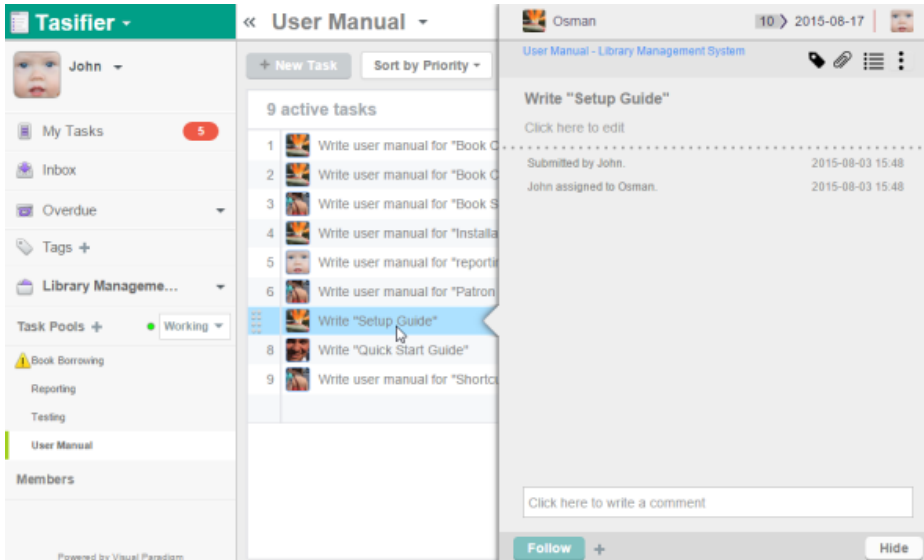 Tasifier
John
My Tasks 5
Inbox
Overdue
Tags +
Library Manageme...
Task Pools + Working
Book Borrowing
Reporting
Testing
User Manual
Members
Powered by Visual Paradigm
« User Manual
+ New Task Sort by Priority
9 active tasks
1 Write user manual for "Book
2 Write user manual for "Book
3 Write user manual for "Book S
4 Write user manual for "Installa
5 Write user manual for "reportin
6 Write user manual for "Patron
Write "Setup Guide"
8 Write "Quick Start Guide"
9 Write user manual for "Shortcu
Osman 10 2015-08-17
User Manual - Library Management System
Write "Setup Guide"
Click here to edit
Submitted by John. 2015-08-03 15:48
John assigned to Osman. 2015-08-03 15:48
Click here to write a comment
Follow + Hide